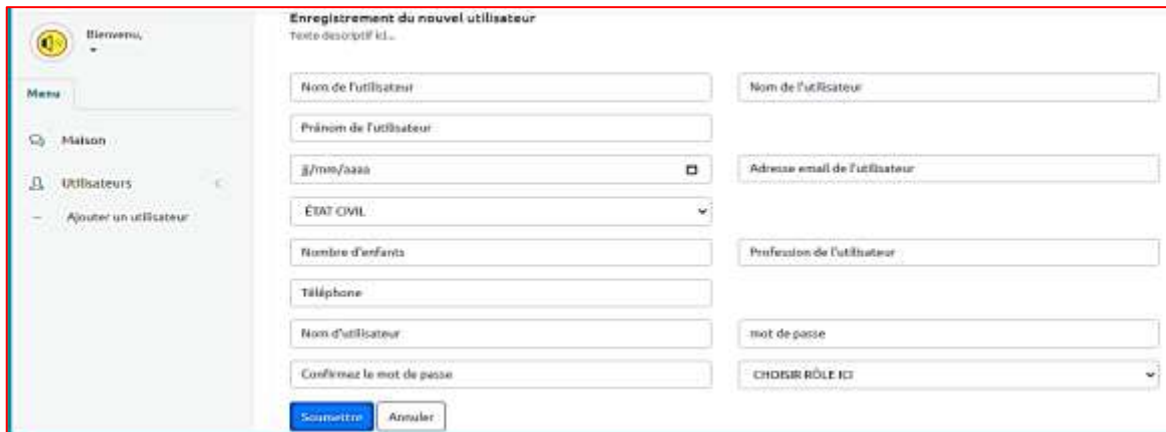 Bienvenu,
Menu
Maison
Utilisateurs
Ajouter un utilisateur
Enregistrement du nouvel utilisateur
Texte descriptif ici...
Nom de l'utilisateur
Nom de l'utilisateur
Prénom de l'utilisateur
jj/mm/aaaa
Adresse email de l'utilisateur
ÉTAT CIVIL
Nombre d'enfants
Profession de l'utilisateur
Téléphone
Nom d'utilisateur
mot de passe
Confirmez le mot de passe
CHOISIR RÔLE ICI
Soumettre
Annuler